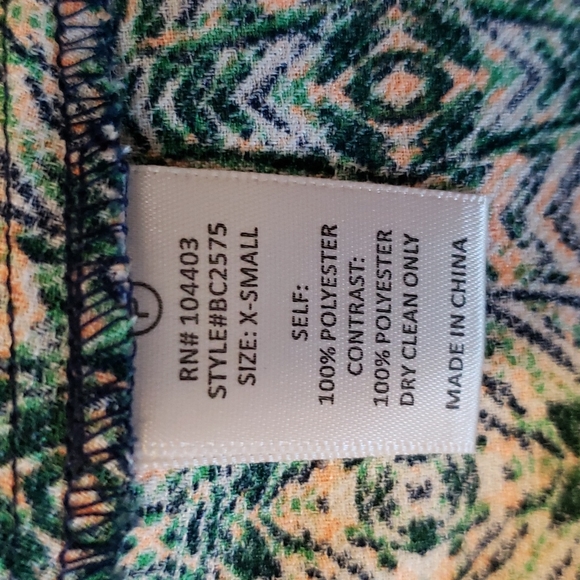 P
RN# 104403
STYLE#BC2575
SIZE: X-SMALL
SELF:
100% POLYESTER
CONTRAST:
100% POLYESTER
DRY CLEAN ONLY
MADE IN CHINA